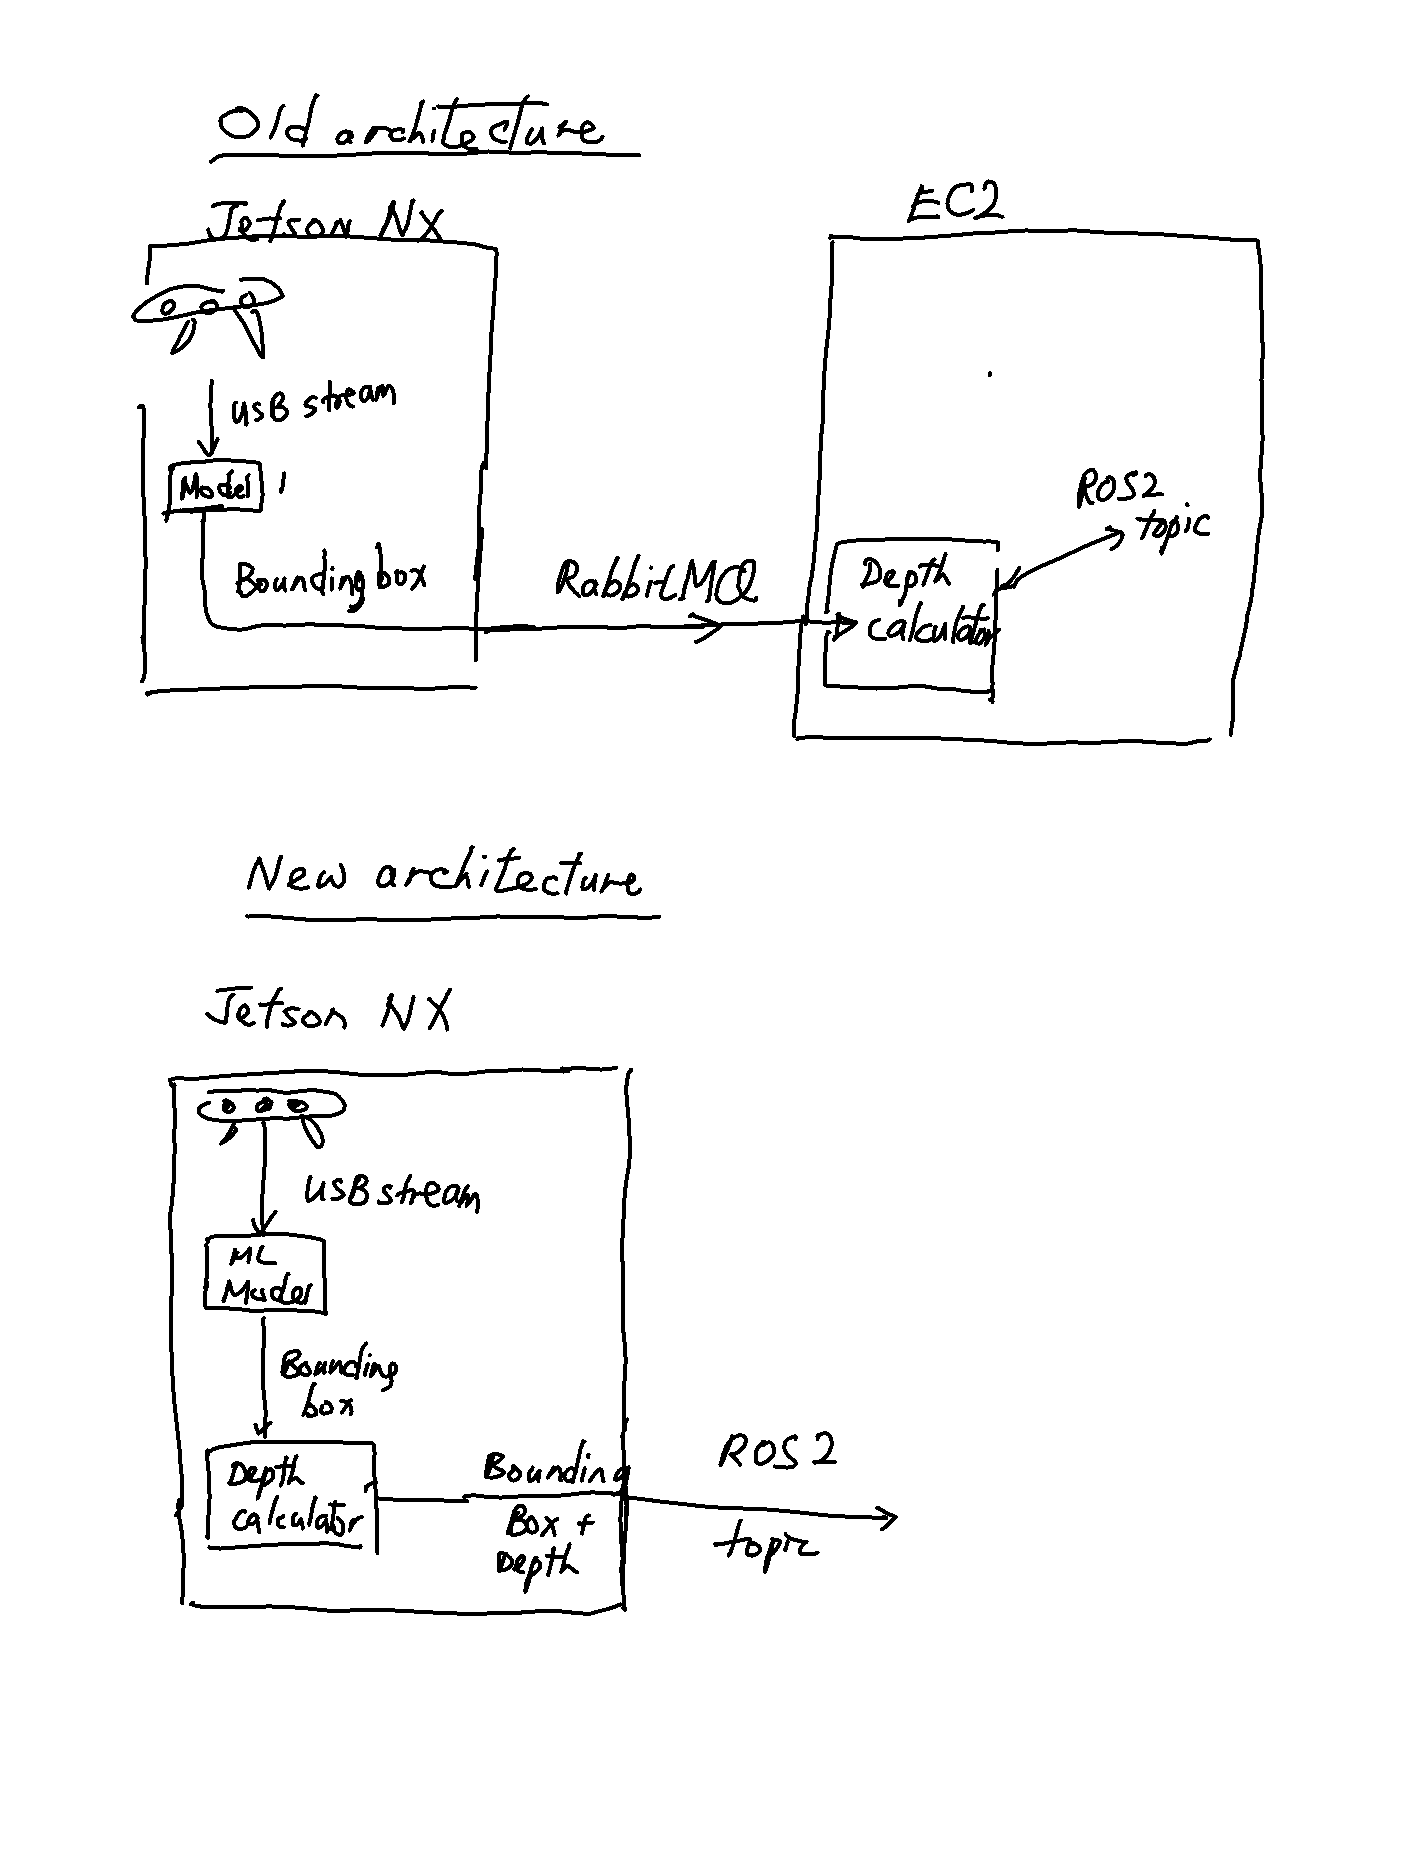 Old architecture
Jetson NX
EC2
USB stream
Model
ROS2
topic
Bounding box
RabbitMQ
Depth
calculator
New architecture
Jetson NX
USB stream
ML
Model
Bounding
box
Depth
calculator
Bounding
Box +
Depth
ROS2
topic